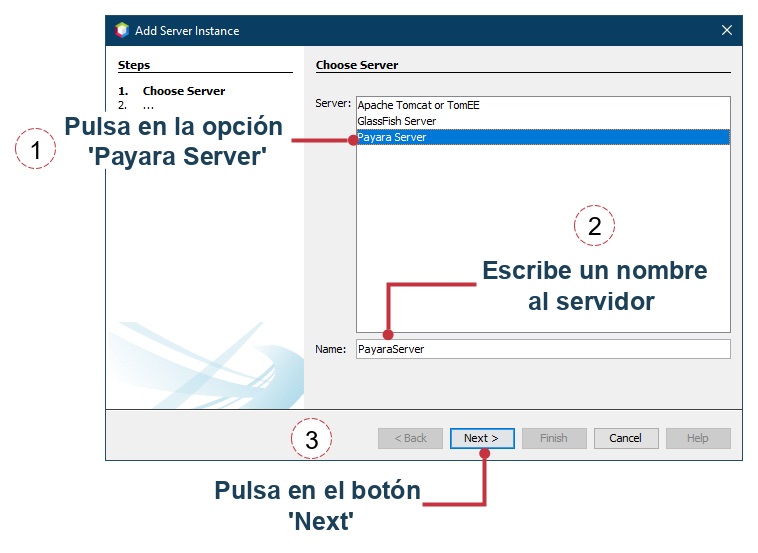 Add Server Instance
Steps
1. Choose Server
2. ...
Choose Server
Server:
Apache Tomcat or TomEE
GlassFish Server
Payara Server
1
Pulsa en la opción
'Payara Server'
2
Escribe un nombre
al servidor
Name:
PayaraServer
3
< Back
Next >
Finish
Cancel
Help
Pulsa en el botón
'Next'